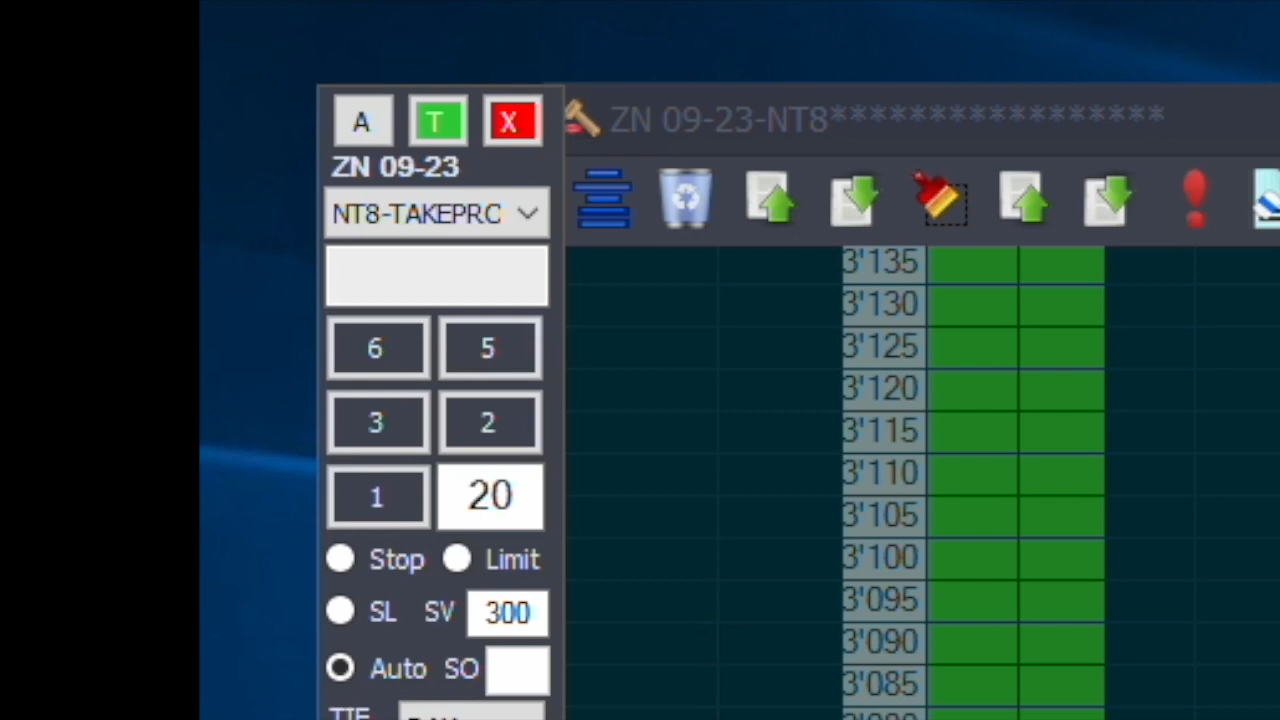 A T X
ZN 09-23-NT8*****************
ZN 09-23
NT8-TAKEPRC
3'135
3'130
6 5
3'125
3'120
3 2
3'115
3'110
1 20
3'105
Stop Limit
3'100
SL SV 300
3'095
3'090
Auto SO
3'085
TIF